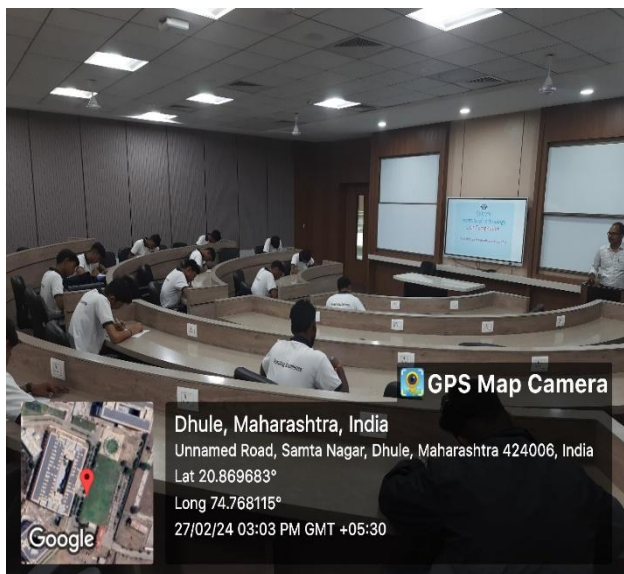 GPS Map Camera
Dhule, Maharashtra, India
Unnamed Road, Samta Nagar, Dhule, Maharashtra 424006, India
Lat 20.869683°
Long 74.768115°
27/02/24 03:03 PM GMT +05:30
Google